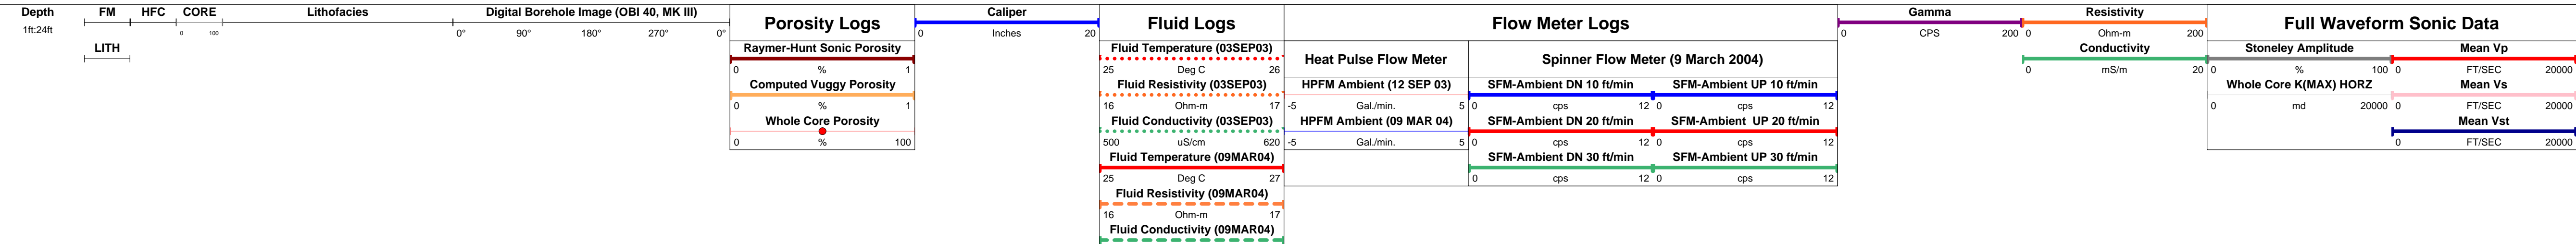 Depth
1ft:24ft
FM
LITH
HFC
CORE
0 100
Lithofacies
Digital Borehole Image (OBI 40, MK III)
0° 90° 180° 270° 0°
Porosity Logs
Raymer-Hunt Sonic Porosity
0 % 1
Computed Vuggy Porosity
0 % 1
Whole Core Porosity
0 % 100
Caliper
0 Inches 20
Fluid Logs
Fluid Temperature (03SEP03)
25 Deg C 26
Fluid Resistivity (03SEP03)
16 Ohm-m 17
Fluid Conductivity (03SEP03)
500 uS/cm 620
Fluid Temperature (09MAR04)
25 Deg C 27
Fluid Resistivity (09MAR04)
16 Ohm-m 17
Fluid Conductivity (09MAR04)
Flow Meter Logs
Heat Pulse Flow Meter
HPFM Ambient (12 SEP 03)
-5 Gal./min. 5
HPFM Ambient (09 MAR 04)
-5 Gal./min. 5
Spinner Flow Meter (9 March 2004)
SFM-Ambient DN 10 ft/min
0 cps 12
SFM-Ambient DN 20 ft/min
0 cps 12
SFM-Ambient DN 30 ft/min
0 cps 12
SFM-Ambient UP 10 ft/min
0 cps 12
SFM-Ambient UP 20 ft/min
0 cps 12
SFM-Ambient UP 30 ft/min
0 cps 12
Gamma
0 CPS 200
Resistivity
0 Ohm-m 200
Conductivity
0 mS/m 20
Full Waveform Sonic Data
Stoneley Amplitude
0 % 100
Whole Core K(MAX) HORZ
0 md 20000
Mean Vp
0 FT/SEC 20000
Mean Vs
0 FT/SEC 20000
Mean Vst
0 FT/SEC 20000